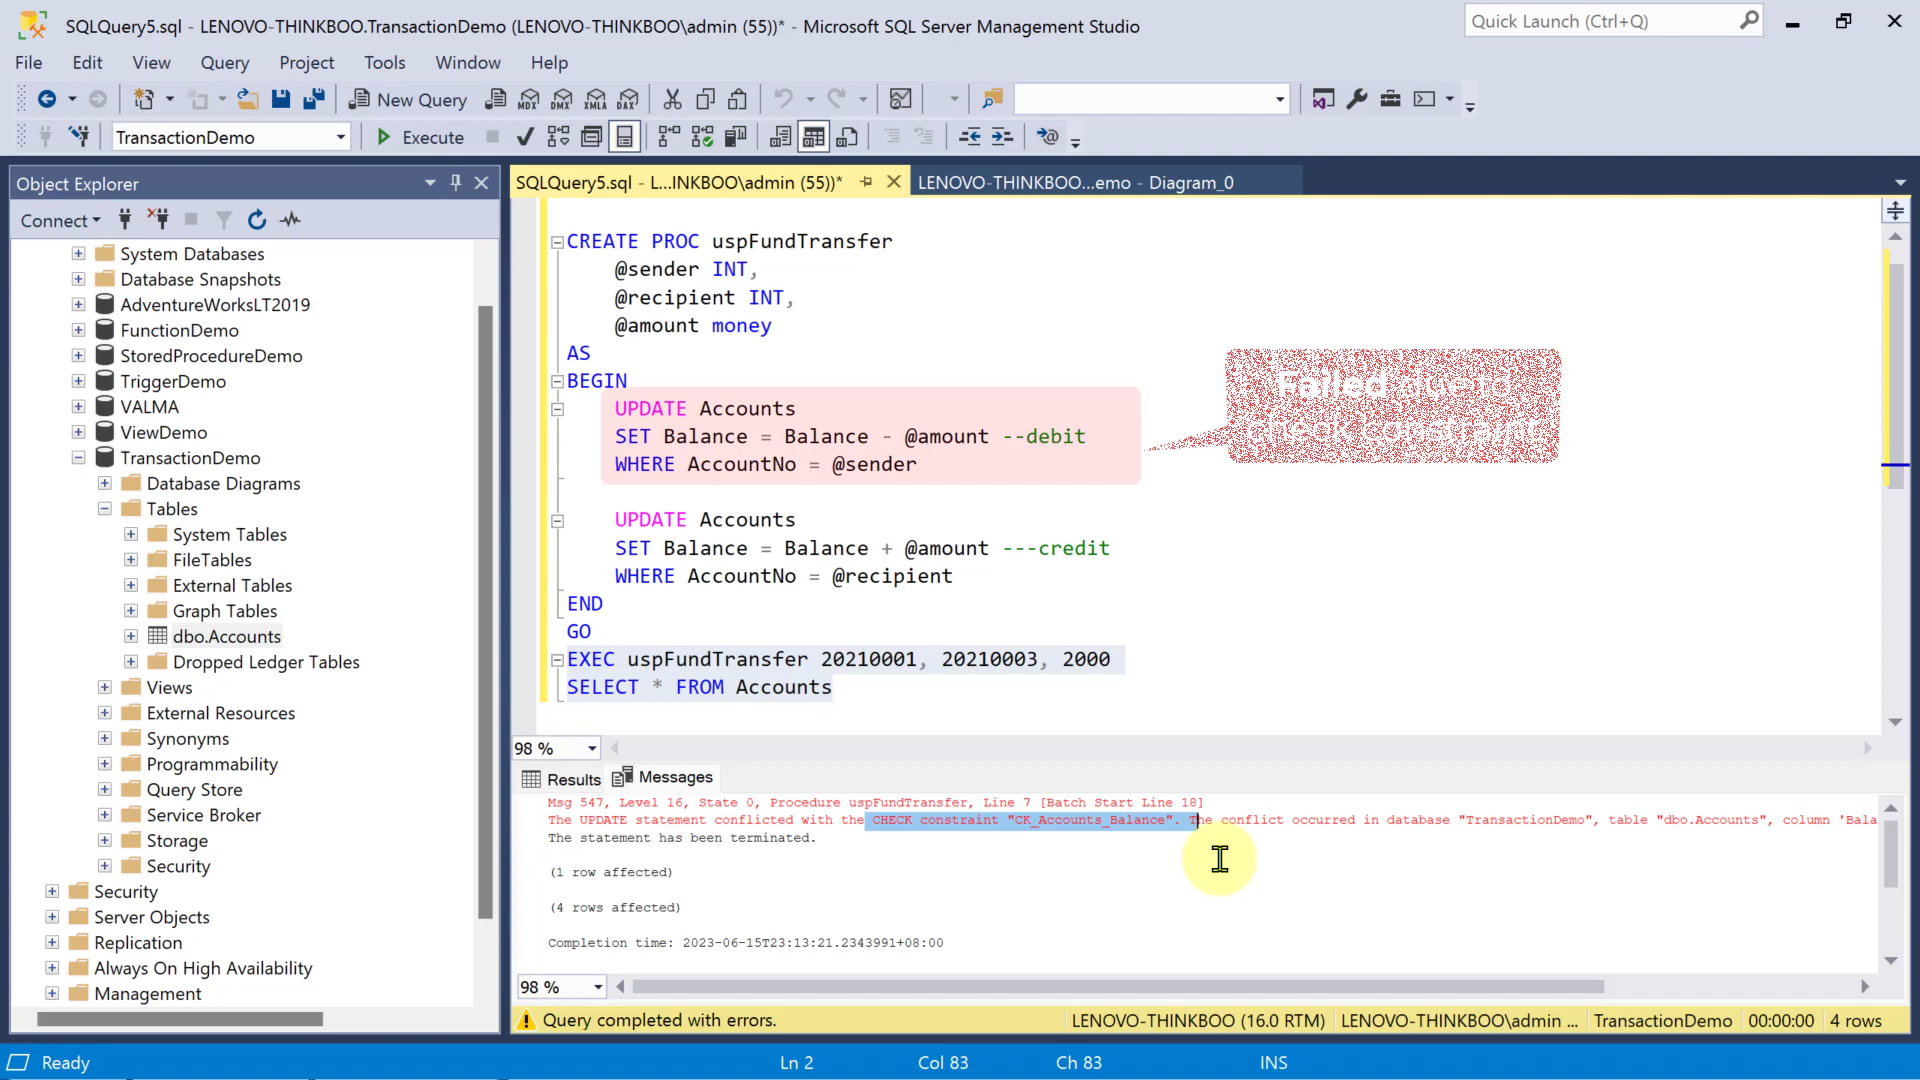 SQLQuery5.sql - LENOVO-THINKBOO.TransactionDemo (LENOVO-THINKBOO\admin (55))* - Microsoft SQL Server Management Studio
Quick Launch (Ctrl+Q)
File Edit View Query Project Tools Window Help
New Query MDX DMX XMLA DAX
TransactionDemo Execute
Object Explorer
Connect
System Databases
Database Snapshots
AdventureWorksLT2019
FunctionDemo
StoredProcedureDemo
TriggerDemo
VALMA
ViewDemo
TransactionDemo
Database Diagrams
Tables
System Tables
FileTables
External Tables
Graph Tables
dbo.Accounts
Dropped Ledger Tables
Views
External Resources
Synonyms
Programmability
Query Store
Service Broker
Storage
Security
Security
Server Objects
Replication
Always On High Availability
Management
SQLQuery5.sql - L...INKBOO\admin (55))* LENOVO-THINKBOO...emo - Diagram_0
CREATE PROC uspFundTransfer
@sender INT,
@recipient INT,
@amount money
AS
BEGIN
UPDATE Accounts
SET Balance = Balance - @amount --debit
WHERE AccountNo = @sender
UPDATE Accounts
SET Balance = Balance + @amount ---credit
WHERE AccountNo = @recipient
END
GO
EXEC uspFundTransfer 20210001, 20210003, 2000
SELECT * FROM Accounts
Failed
check constraint
98 %
Results Messages
Msg 547, Level 16, State 0, Procedure uspFundTransfer, Line 7 [Batch Start Line 18]
The UPDATE statement conflicted with the CHECK constraint "CK_Accounts_Balance". The conflict occurred in database "TransactionDemo", table "dbo.Accounts", column 'Bala
The statement has been terminated.
(1 row affected)
(4 rows affected)
Completion time: 2023-06-15T23:13:21.2343991+08:00
98 %
Query completed with errors. LENOVO-THINKBOO (16.0 RTM) LENOVO-THINKBOO\admin ... TransactionDemo 00:00:00 4 rows
Ready Ln 2 Col 83 Ch 83 INS